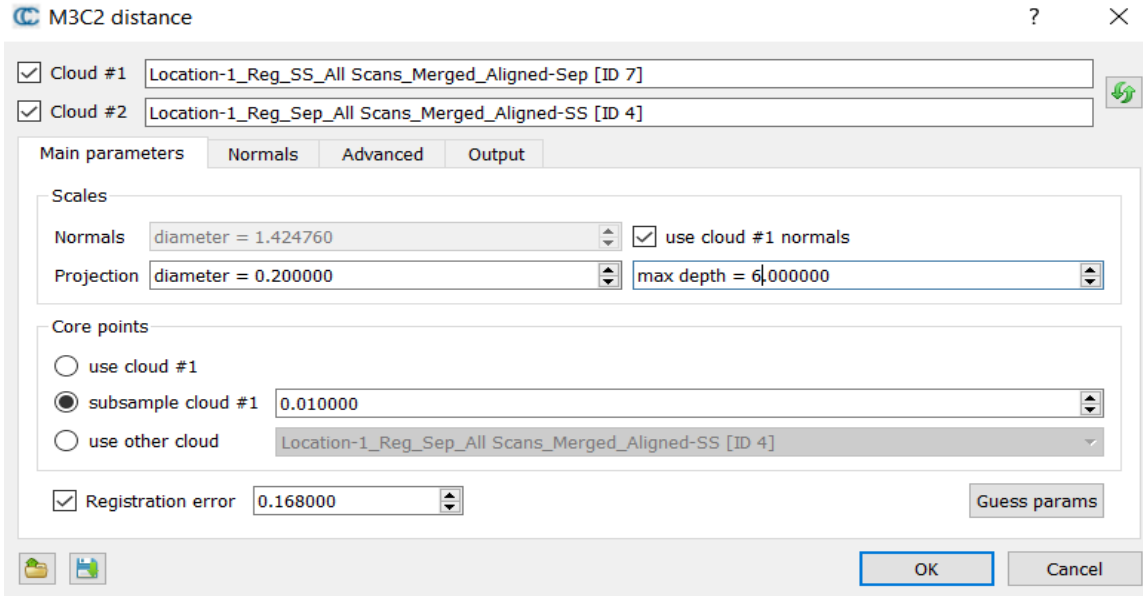 M3C2 distance ? ×
Cloud #1 Location-1_Reg_SS_All Scans_Merged_Aligned-Sep [ID 7]
Cloud #2 Location-1_Reg_Sep_All Scans_Merged_Aligned-SS [ID 4]
Main parameters Normals Advanced Output
Scales
Normals diameter = 1.424760 use cloud #1 normals
Projection diameter = 0.200000 max depth = 6.000000
Core points
use cloud #1
subsample cloud #1 0.010000
use other cloud Location-1_Reg_Sep_All Scans_Merged_Aligned-SS [ID 4]
Registration error 0.168000 Guess params
OK Cancel